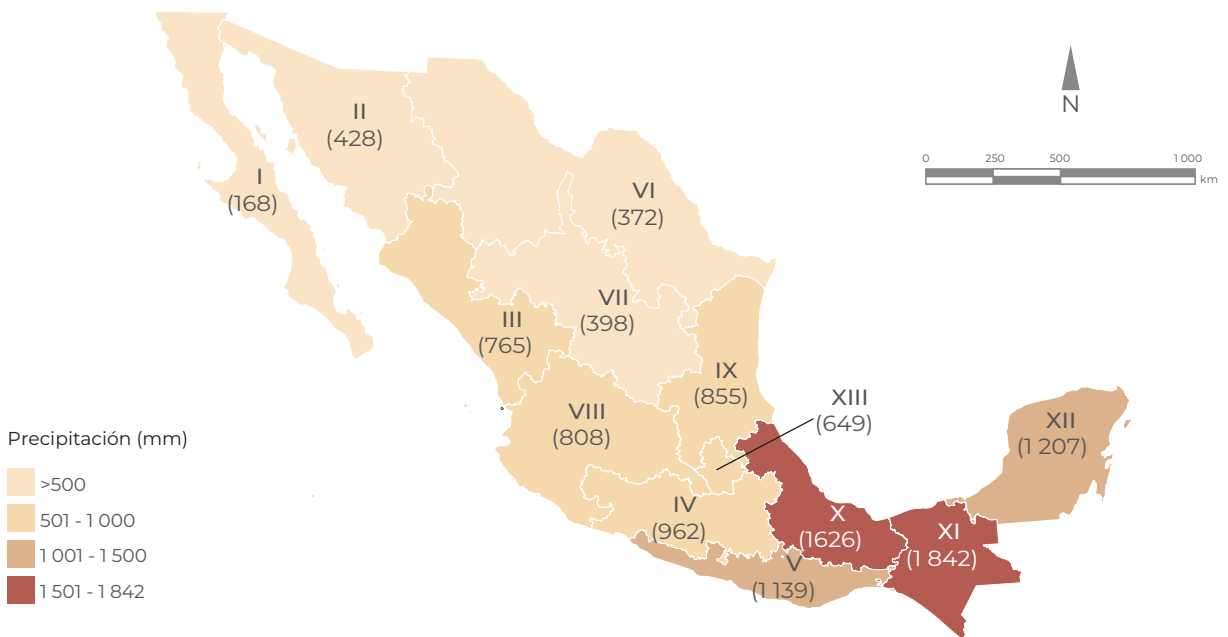 II
(428)
I
(168)
VI
(372)
VII
(398)
III
(765)
IX
(855)
VIII
(808)
XIII
(649)
XII
(1 207)
IV
(962)
X
(1626)
XI
(1 842)
V
(1 139)
N
0 250 500 1 000
km
Precipitación (mm)
>500
501 - 1 000
1 001 - 1 500
1 501 - 1 842